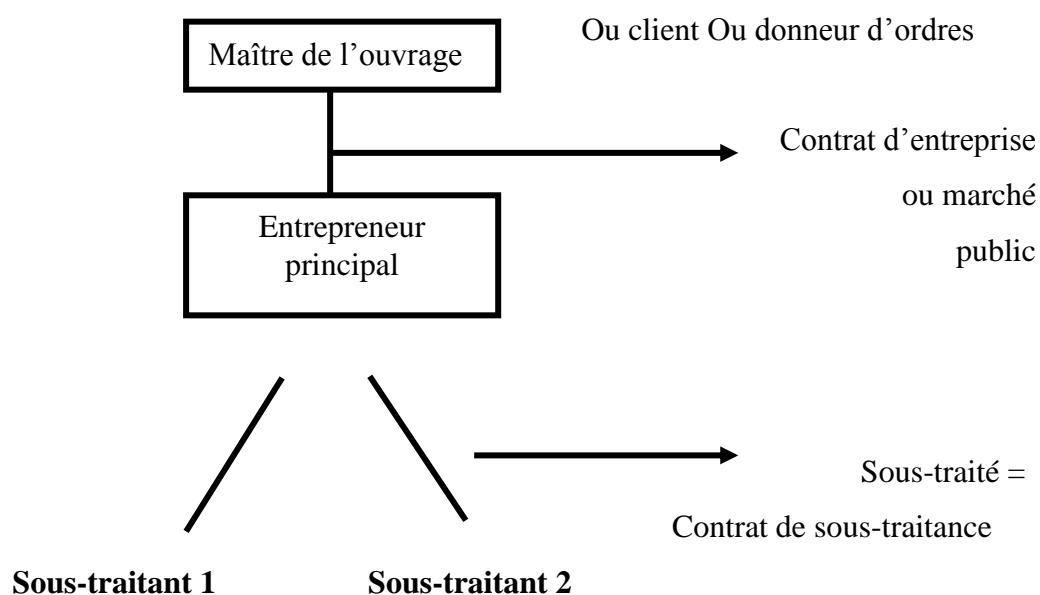 Maître de l’ouvrage
Ou client Ou donneur d’ordres
Contrat d’entreprise
ou marché
public
Entrepreneur
principal
Sous-traité =
Contrat de sous-traitance
Sous-traitant 1
Sous-traitant 2